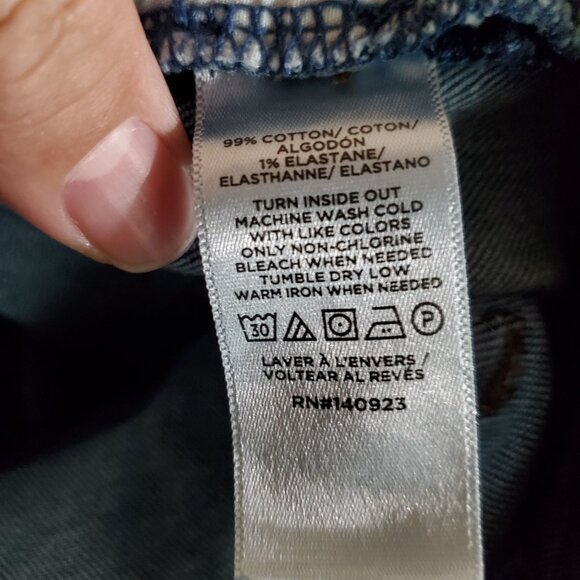 99% COTTON/ COTON/
ALGODÓN
1% ELASTANE/
ELASTHANNE/ ELASTANO
TURN INSIDE OUT
MACHINE WASH COLD
WITH LIKE COLORS
ONLY NON-CHLORINE
BLEACH WHEN NEEDED
TUMBLE DRY LOW
WARM IRON WHEN NEEDED
30 P
LAVER À L'ENVERS /
VOLTEAR AL REVÉS
RN#140923